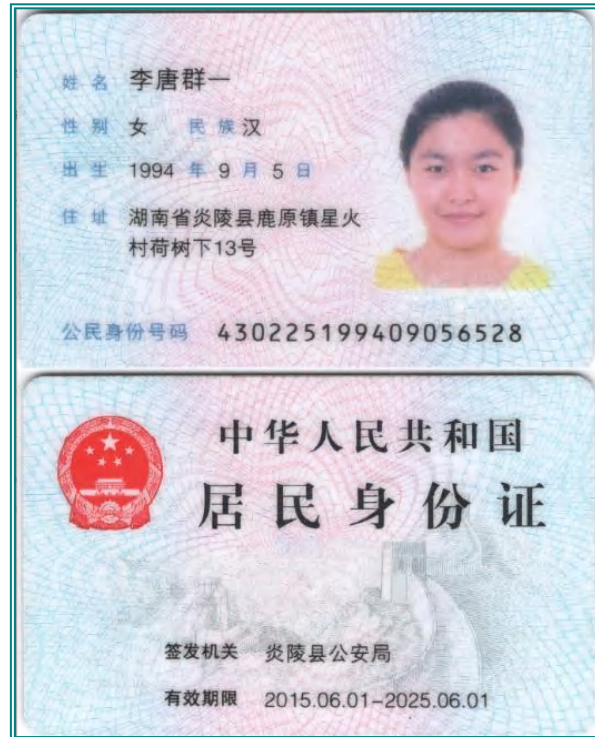 姓名 李唐群一
性别 女 民族 汉
出生 1994 年 9 月 5 日
住址 湖南省炎陵县鹿原镇星火
村荷树下13号
公民身份号码 430225199409056528
中华人民共和国
居民身份证
签发机关 炎陵县公安局
有效期限 2015.06.01-2025.06.01